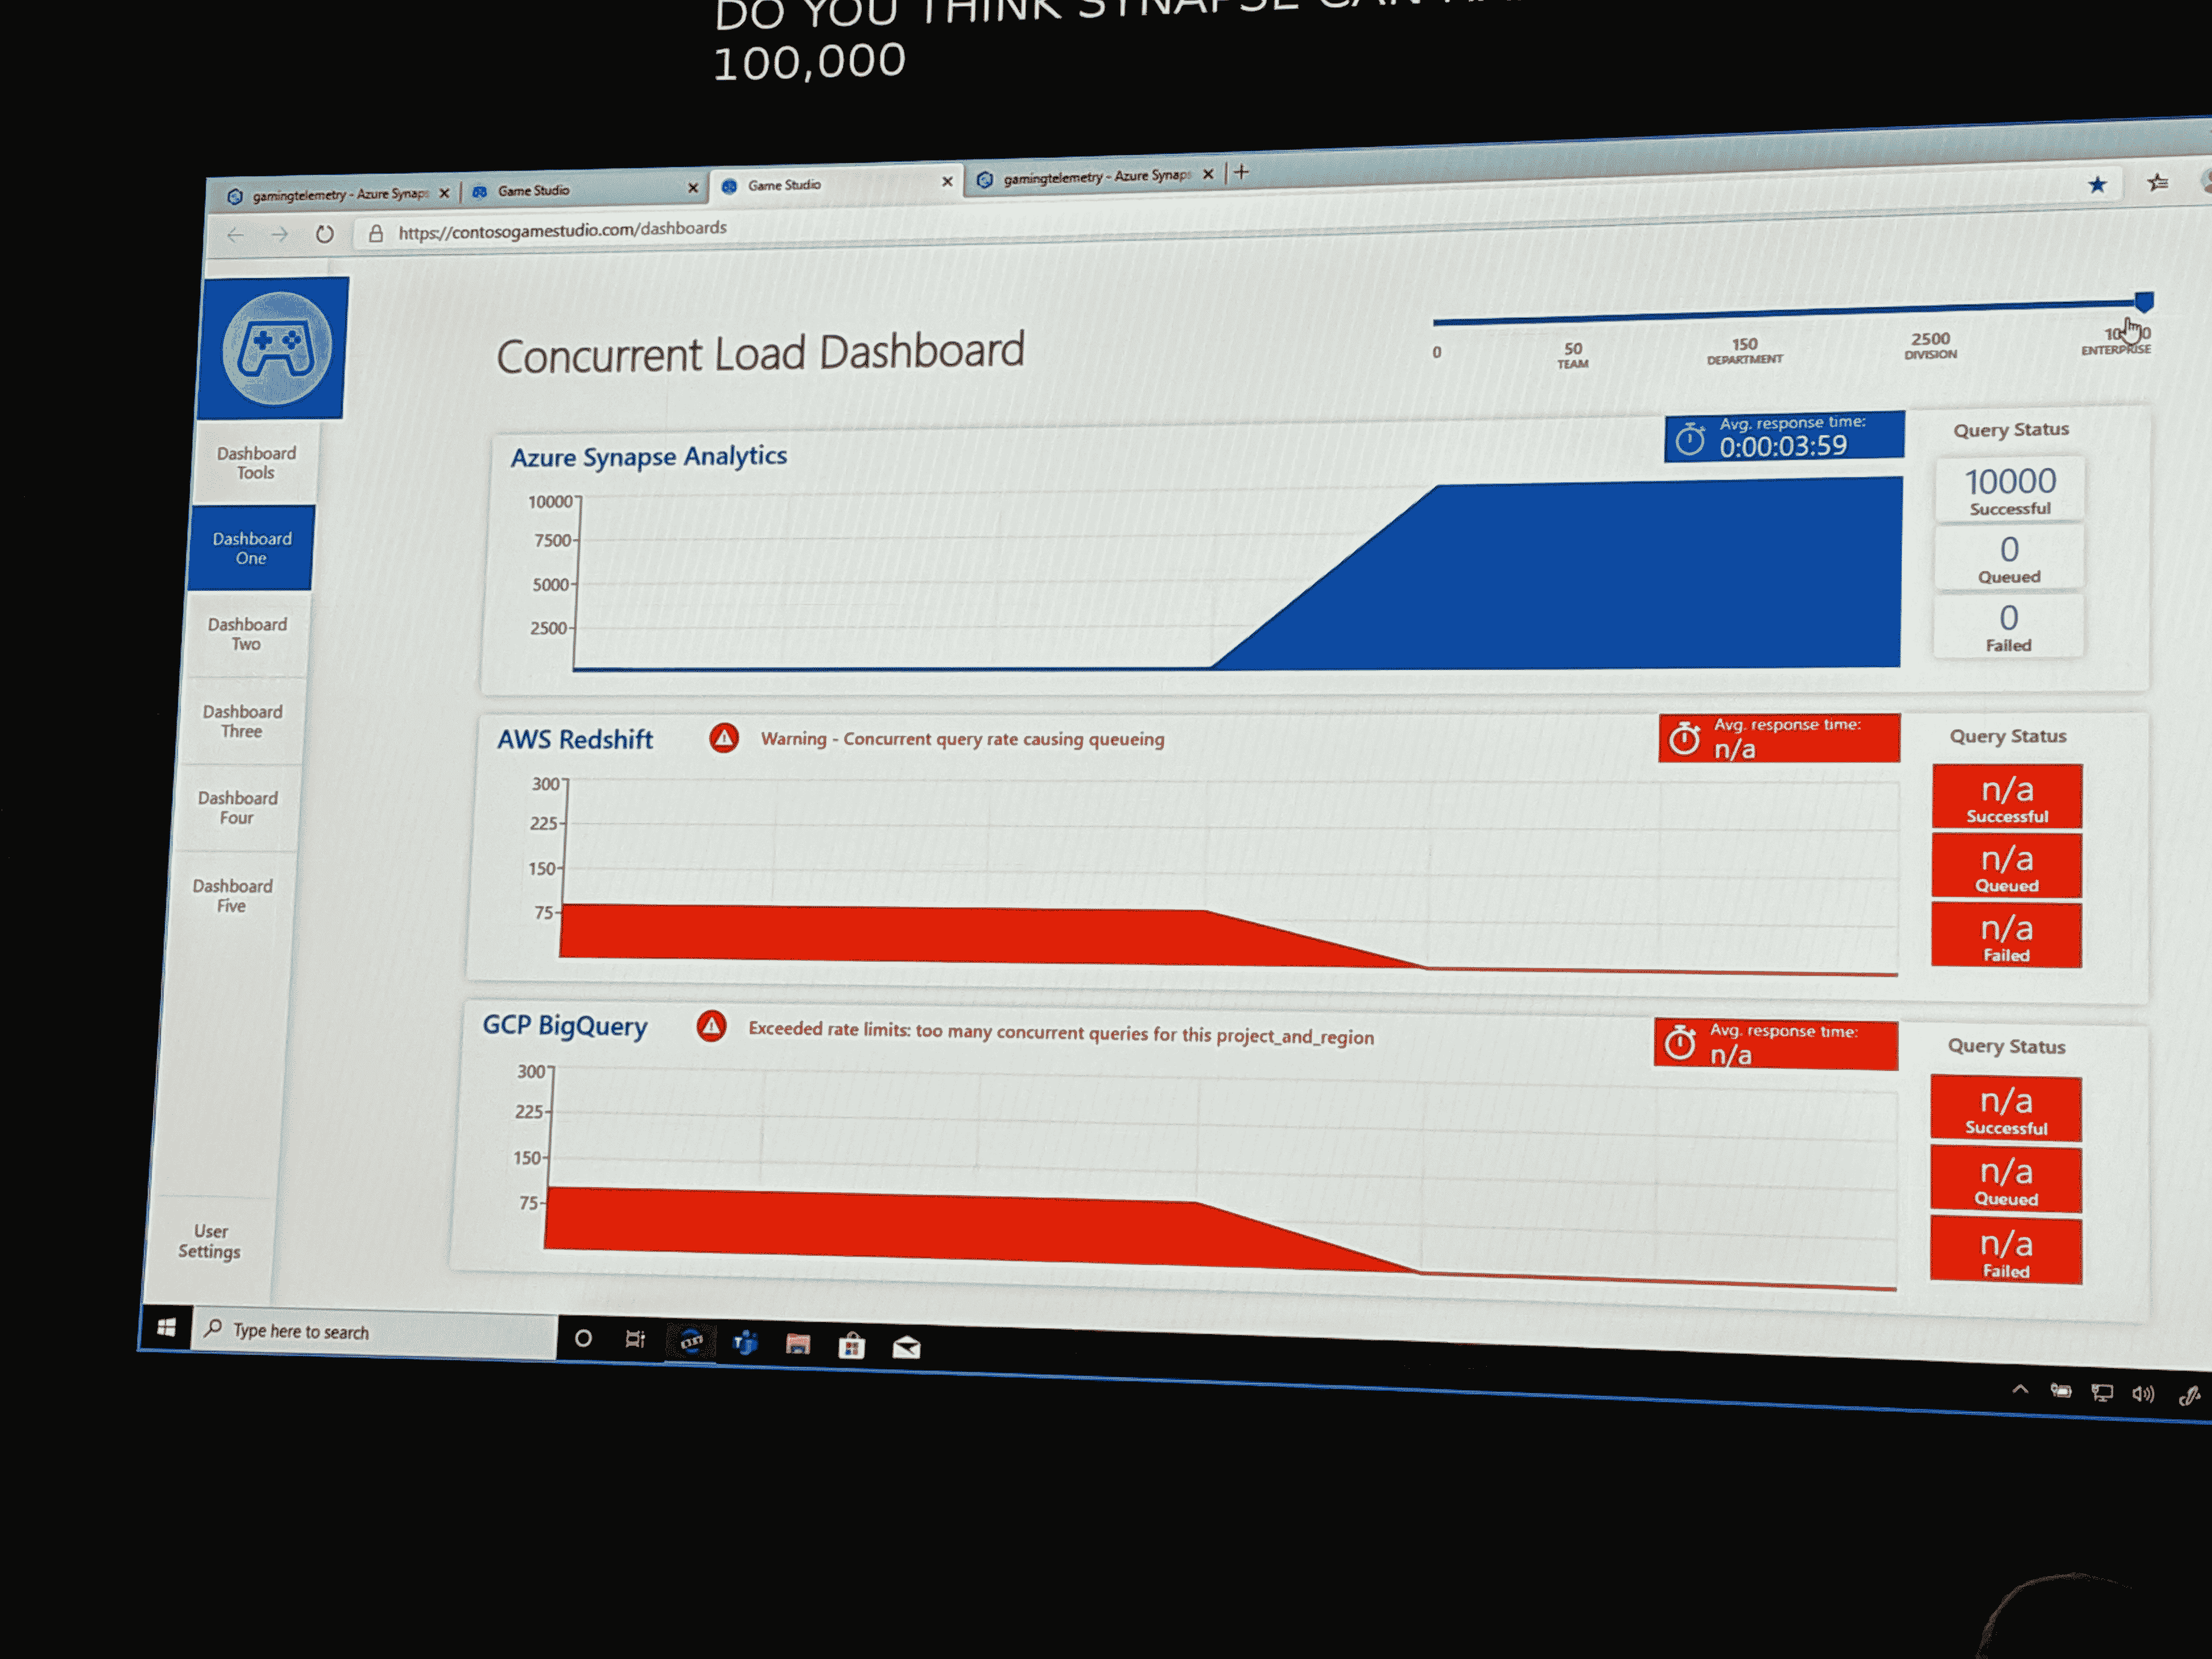 DO YOU THINK SYNAPSE CAN
100,000
gamingtelemetry - Azure Synaps
Game Studio
Game Studio
gamingtelemetry - Azure Synaps
https://contosogamestudio.com/dashboards
Concurrent Load Dashboard
0
50
TEAM
150
DEPARTMENT
2500
DIVISION
ENTERPRISE
Dashboard
Tools
Dashboard
One
Dashboard
Two
Dashboard
Three
Dashboard
Four
Dashboard
Five
User
Settings
Azure Synapse Analytics
Avg. response time:
0:00:03:59
10000
7500
5000
2500
Query Status
10000
Successful
0
Queued
0
Failed
AWS Redshift
Warning - Concurrent query rate causing queueing
Avg. response time:
n/a
300
225
150
75
Query Status
n/a
Successful
n/a
Queued
n/a
Failed
GCP BigQuery
Exceeded rate limits: too many concurrent queries for this project_and_region
Avg. response time:
n/a
300
225
150
75
Query Status
n/a
Successful
n/a
Queued
n/a
Failed
Type here to search